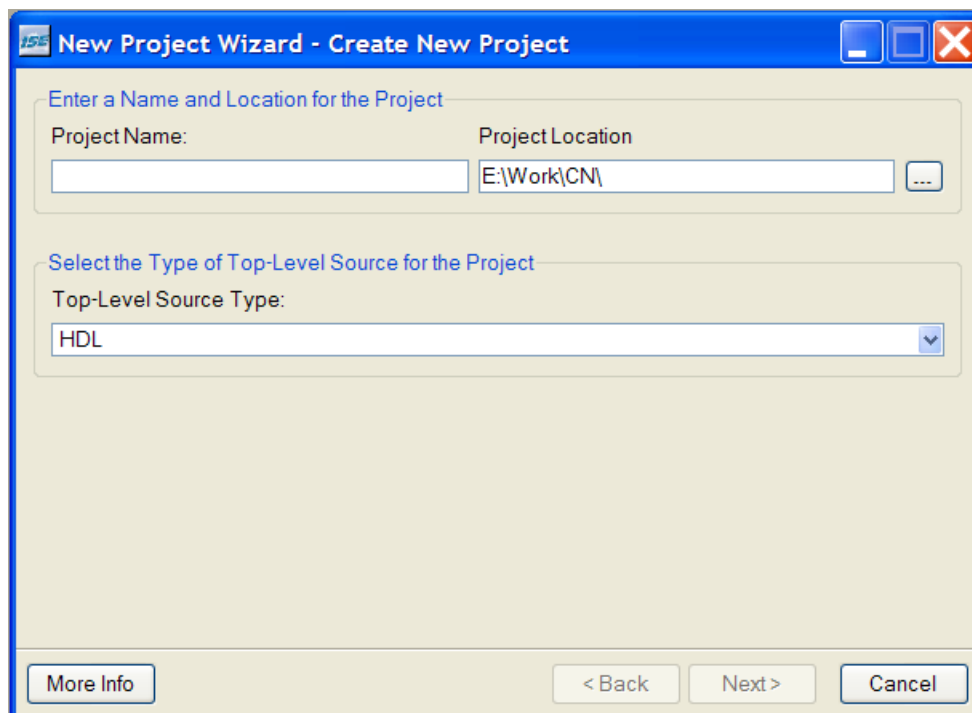 ISE New Project Wizard - Create New Project
Enter a Name and Location for the Project
Project Name: Project Location
E:\Work\CN\ ...
Select the Type of Top-Level Source for the Project
Top-Level Source Type:
HDL
More Info < Back Next > Cancel